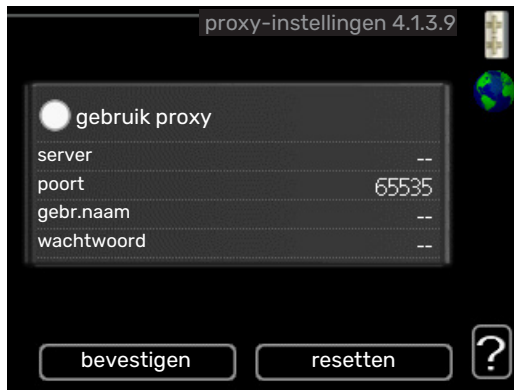 proxy-instellingen 4.1.3.9
gebruik proxy
server --
poort 65535
gebr.naam --
wachtwoord --
bevestigen resetten ?